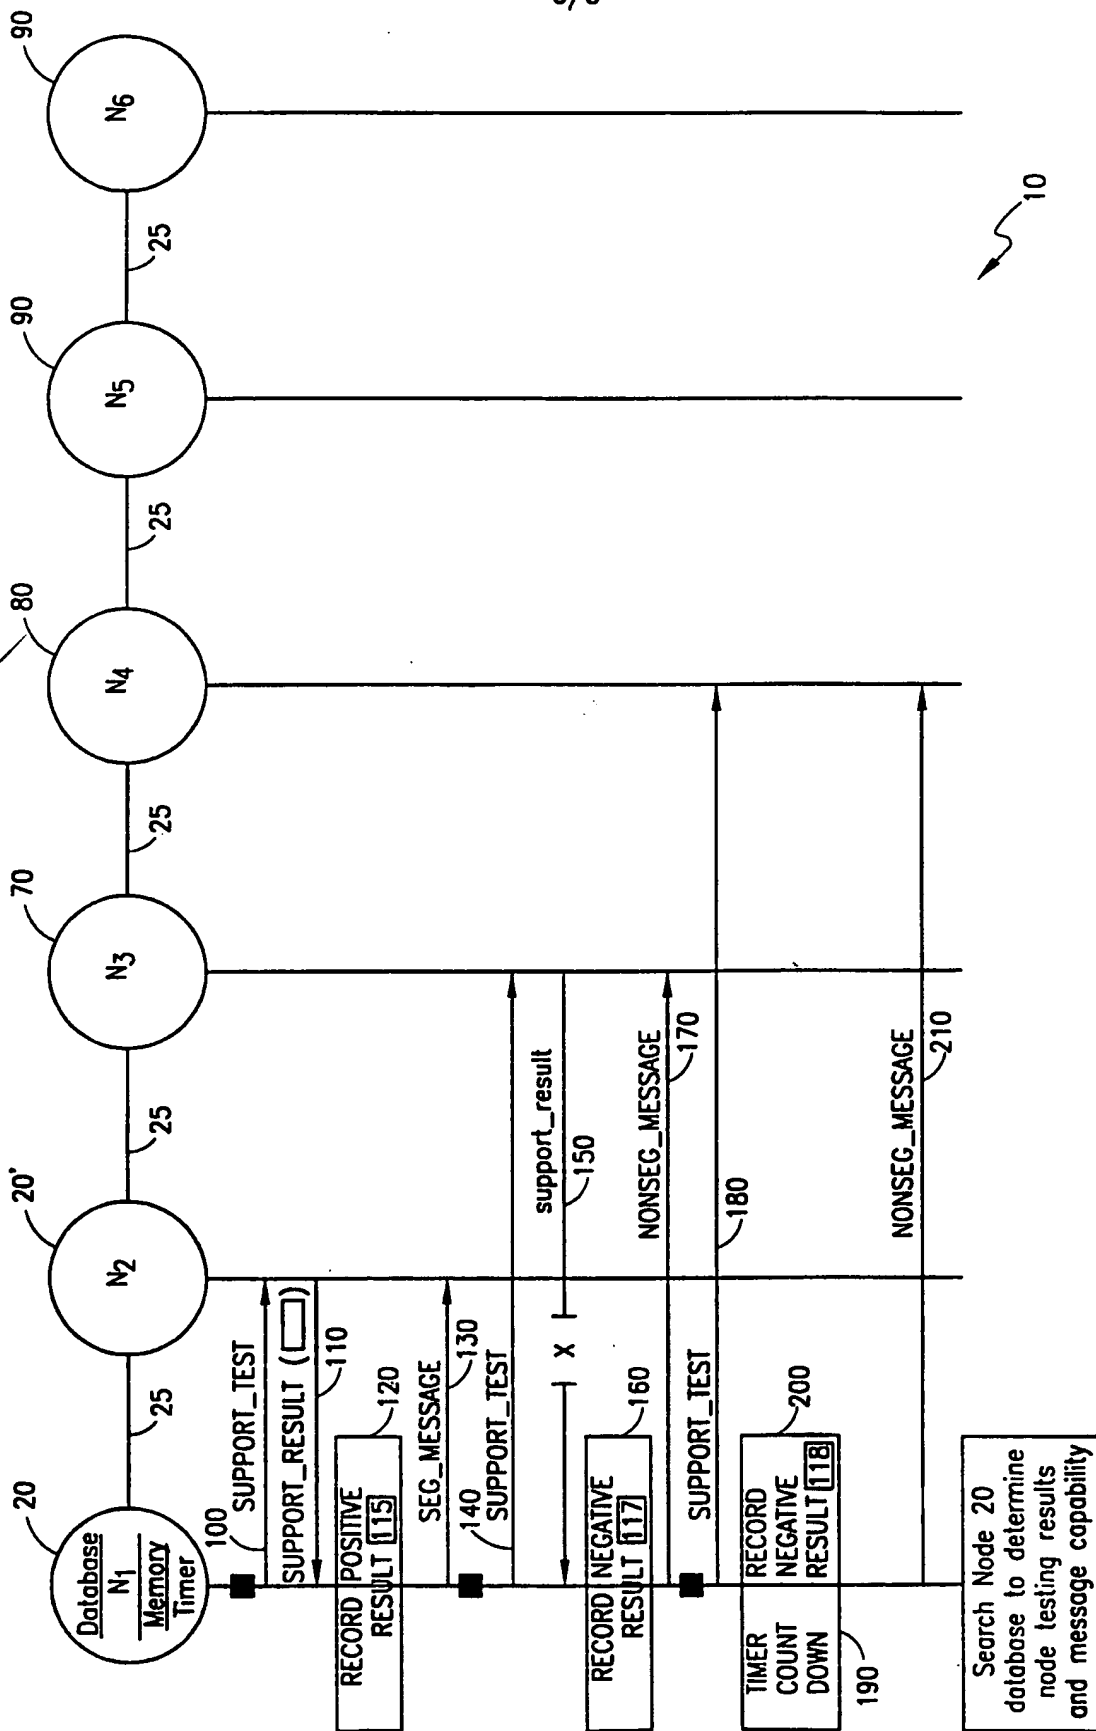 20
Database
N1
Memory
Timer
25
20'
N2
25
70
N3
25
80
N4
25
90
N5
25
90
N6
100
SUPPORT_TEST
SUPPORT_RESULT ( )
110
RECORD POSITIVE
RESULT 115
120
SEG_MESSAGE
130
140
SUPPORT_TEST
support_result
150
X
RECORD NEGATIVE
RESULT 117
160
NONSEG_MESSAGE
170
SUPPORT_TEST
180
TIMER
COUNT
DOWN
190
RECORD
NEGATIVE
RESULT 118
200
NONSEG_MESSAGE
210
Search Node 20
database to determine
node testing results
and message capability
10